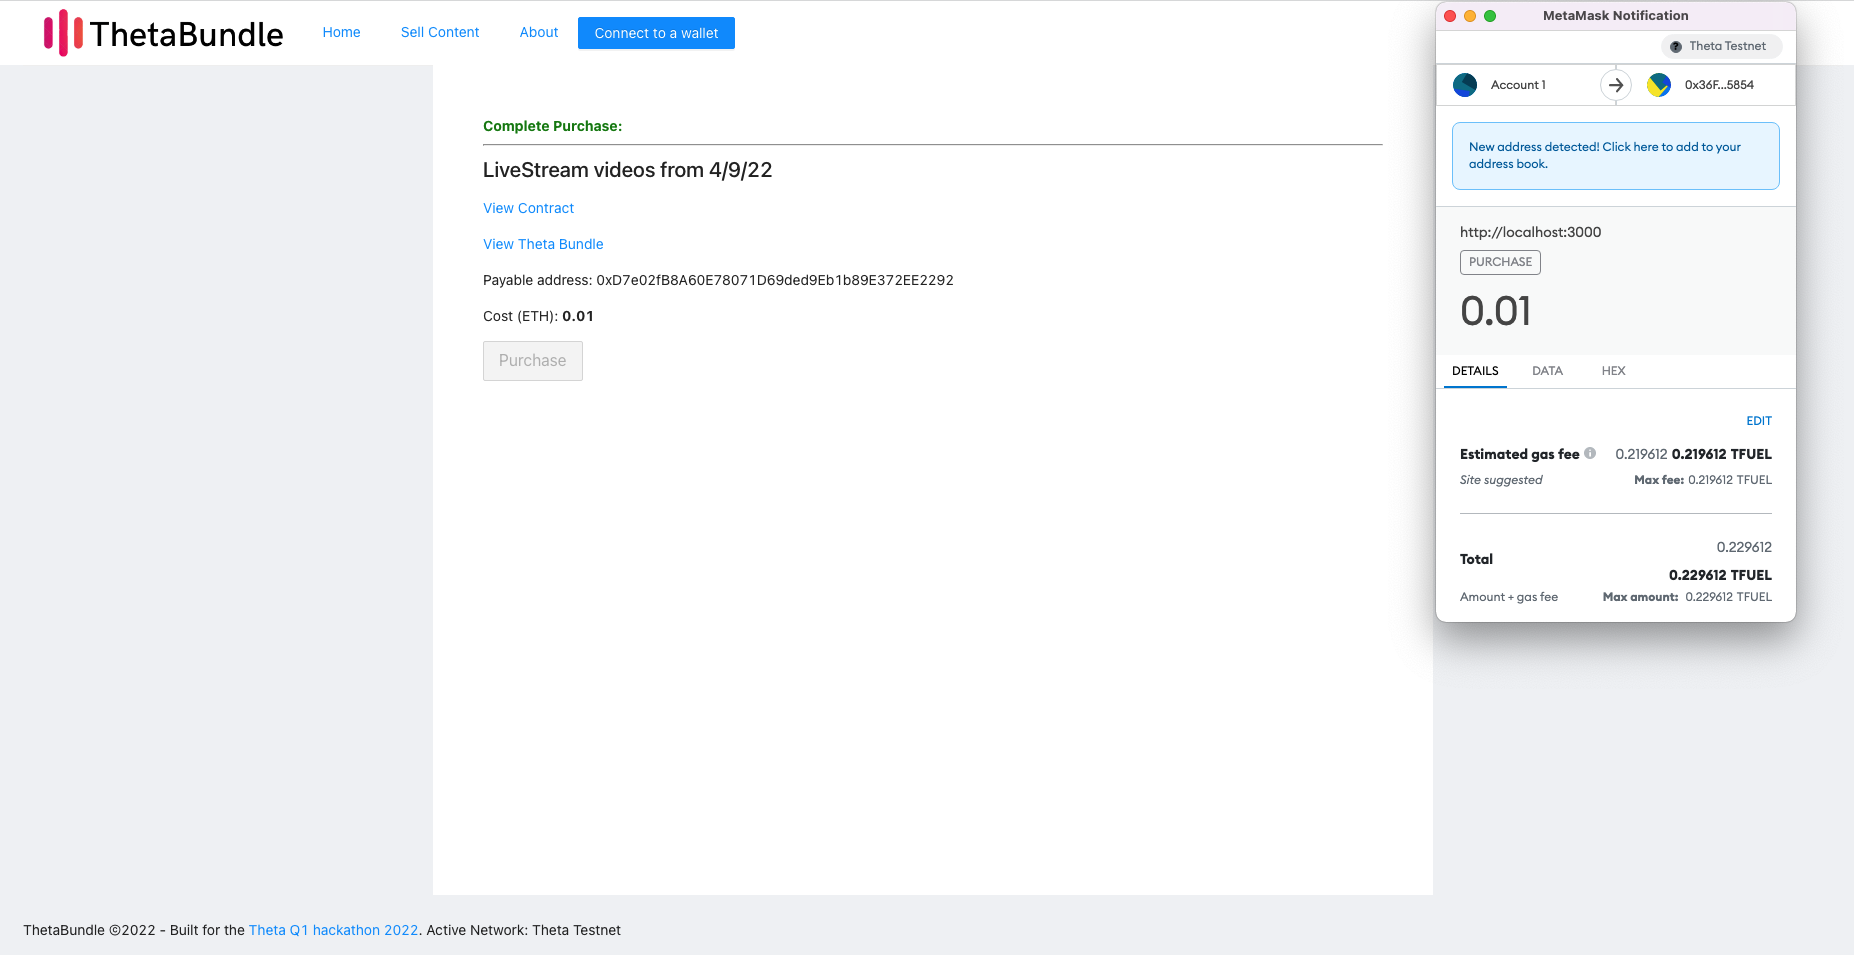 ThetaBundle
Home
Sell Content
About
Connect to a wallet
Complete Purchase:
LiveStream videos from 4/9/22
View Contract
View Theta Bundle
Payable address: 0xD7e02fB8A60E78071D69ded9Eb1b89E372EE2292
Cost (ETH): 0.01
Purchase
ThetaBundle ©2022 - Built for the Theta Q1 hackathon 2022. Active Network: Theta Testnet
MetaMask Notification
? Theta Testnet
Account 1
0x36F...5854
New address detected! Click here to add to your
address book.
http://localhost:3000
PURCHASE
0.01
DETAILS
DATA
HEX
EDIT
Estimated gas fee i 0.219612 0.219612 TFUEL
Site suggested Max fee: 0.219612 TFUEL
0.229612
Total
0.229612 TFUEL
Amount + gas fee Max amount: 0.229612 TFUEL